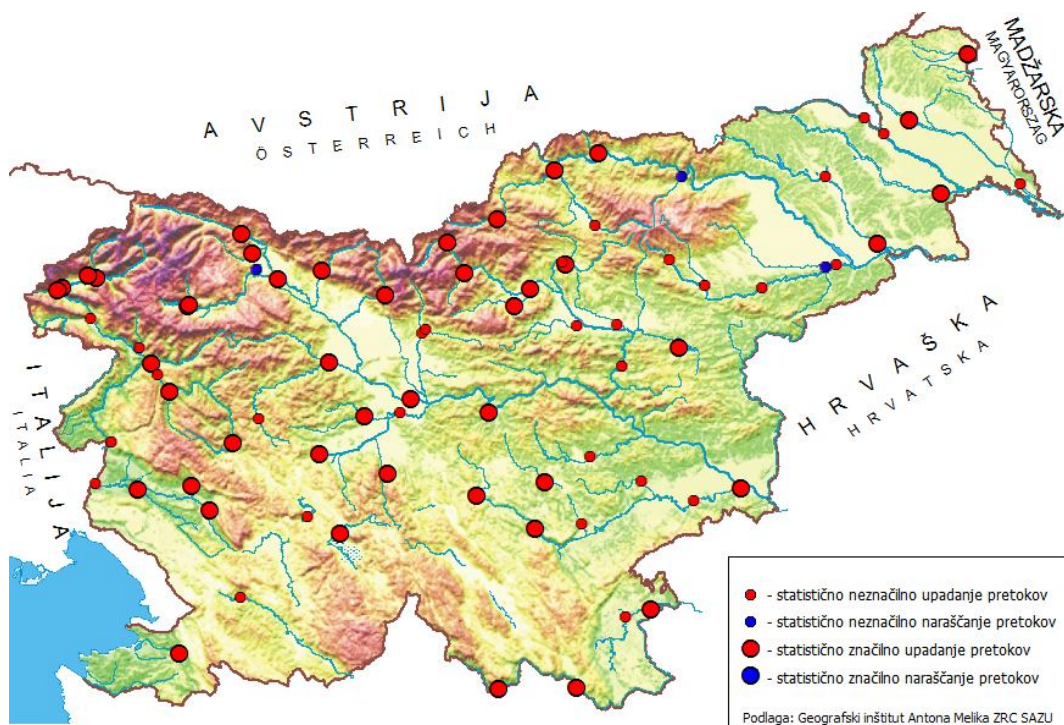 AVSTRIJA
ÖSTERREICH
MADŽARSKA
MAGYARORSZAG
ITALIJA
ITALIA
HRVAŠKA
HRVATSKA
- statistično neznačilno upadanje pretokov
- statistično neznačilno naraščanje pretokov
- statistično značilno upadanje pretokov
- statistično značilno naraščanje pretokov
Podlaga: Geografski inštitut Antona Melika ZRC SAZU